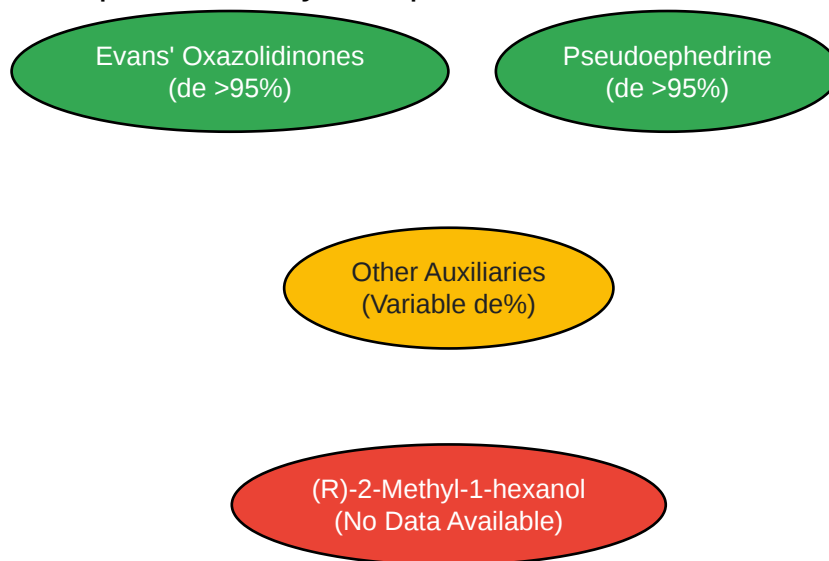 Evans' Oxazolidinones
(de >95%)
Pseudoephedrine
(de >95%)
Other Auxiliaries
(Variable de%)
(R)-2-Methyl-1-hexanol
(No Data Available)